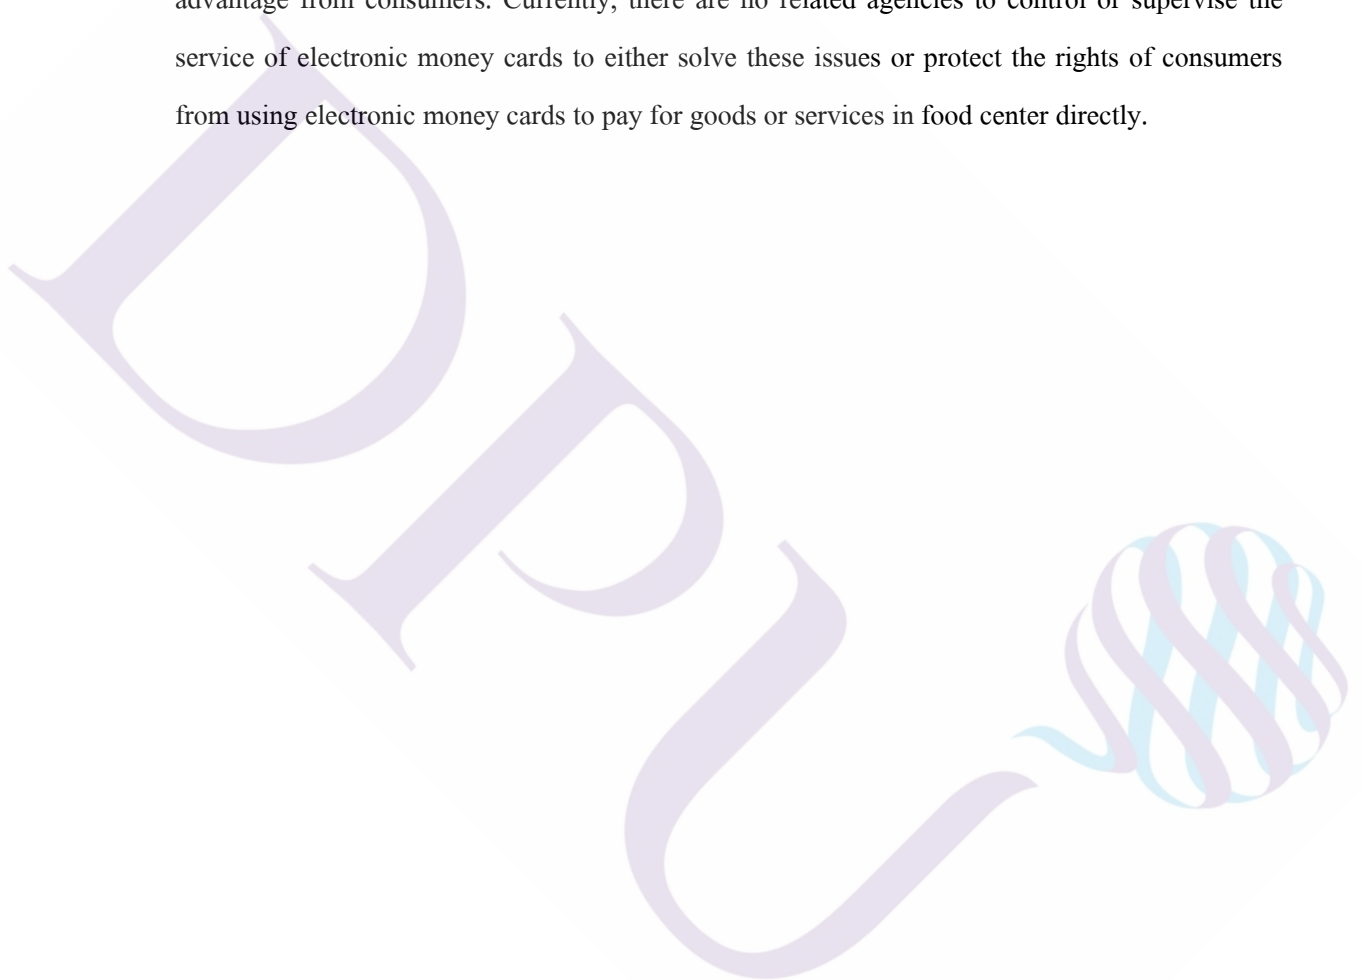 advantage from consumers. Currently, there are no related agencies to control or supervise the
service of electronic money cards to either solve these issues or protect the rights of consumers
from using electronic money cards to pay for goods or services in food center directly.
DPU